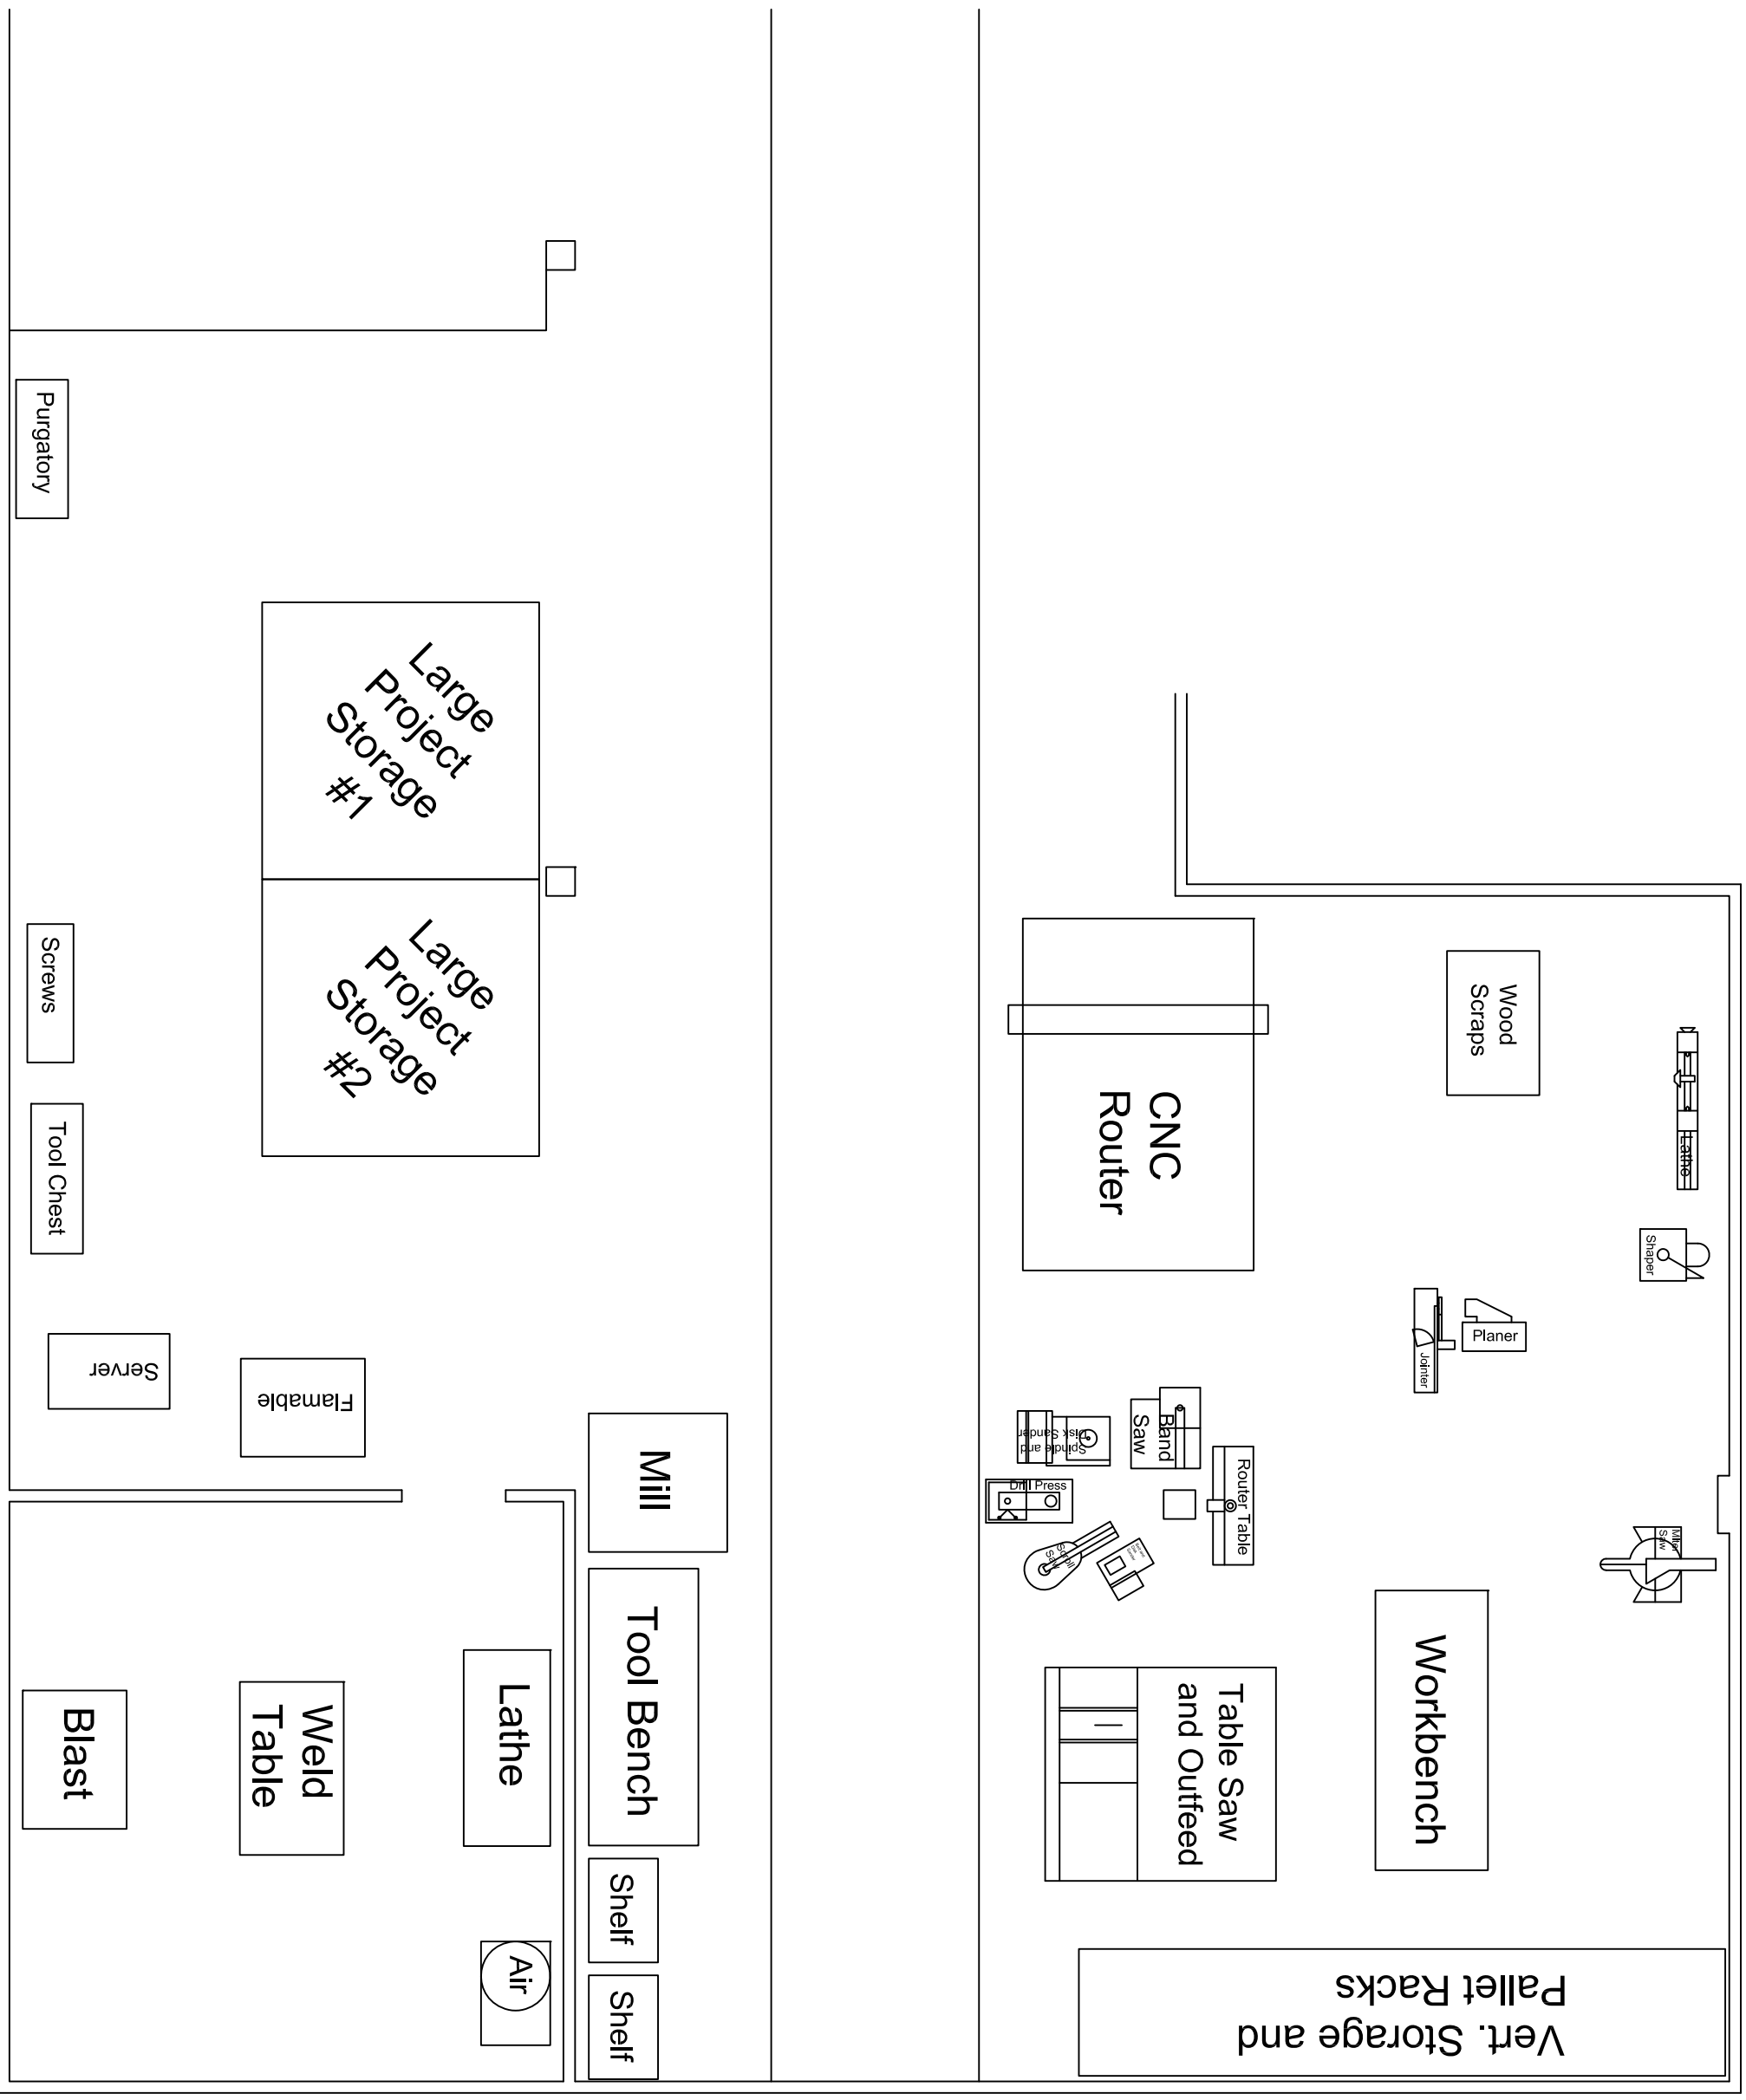 Purgatory
Large
Project
Storage
#1
Large
Project
Storage
#2
Screws
Tool Chest
Server
Flamable
Mill
Tool Bench
Shelf
Shelf
Lathe
Weld
Table
Blast
Air
CNC
Router
Wood
Scraps
Lathe
Shaper
Planer
Jointer
Band
Saw
Spindle and
Disk Sander
Drill Press
Router Table
Scroll
Saw
Miter
Saw
Workbench
Table Saw
and Outfeed
Vert. Storage and
Pallet Racks